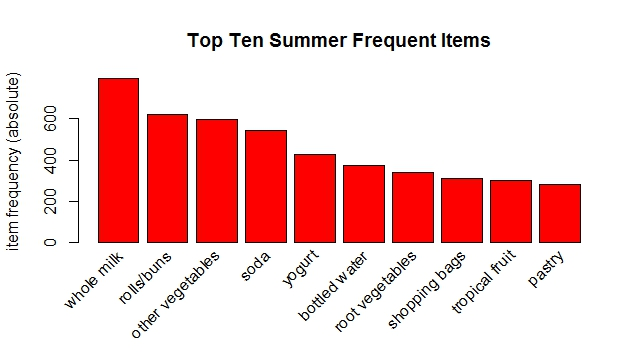 Top Ten Summer Frequent Items
item frequency (absolute)
600
400
200
0
whole milk
rolls/buns
other vegetables
soda
yogurt
bottled water
root vegetables
shopping bags
tropical fruit
pastry